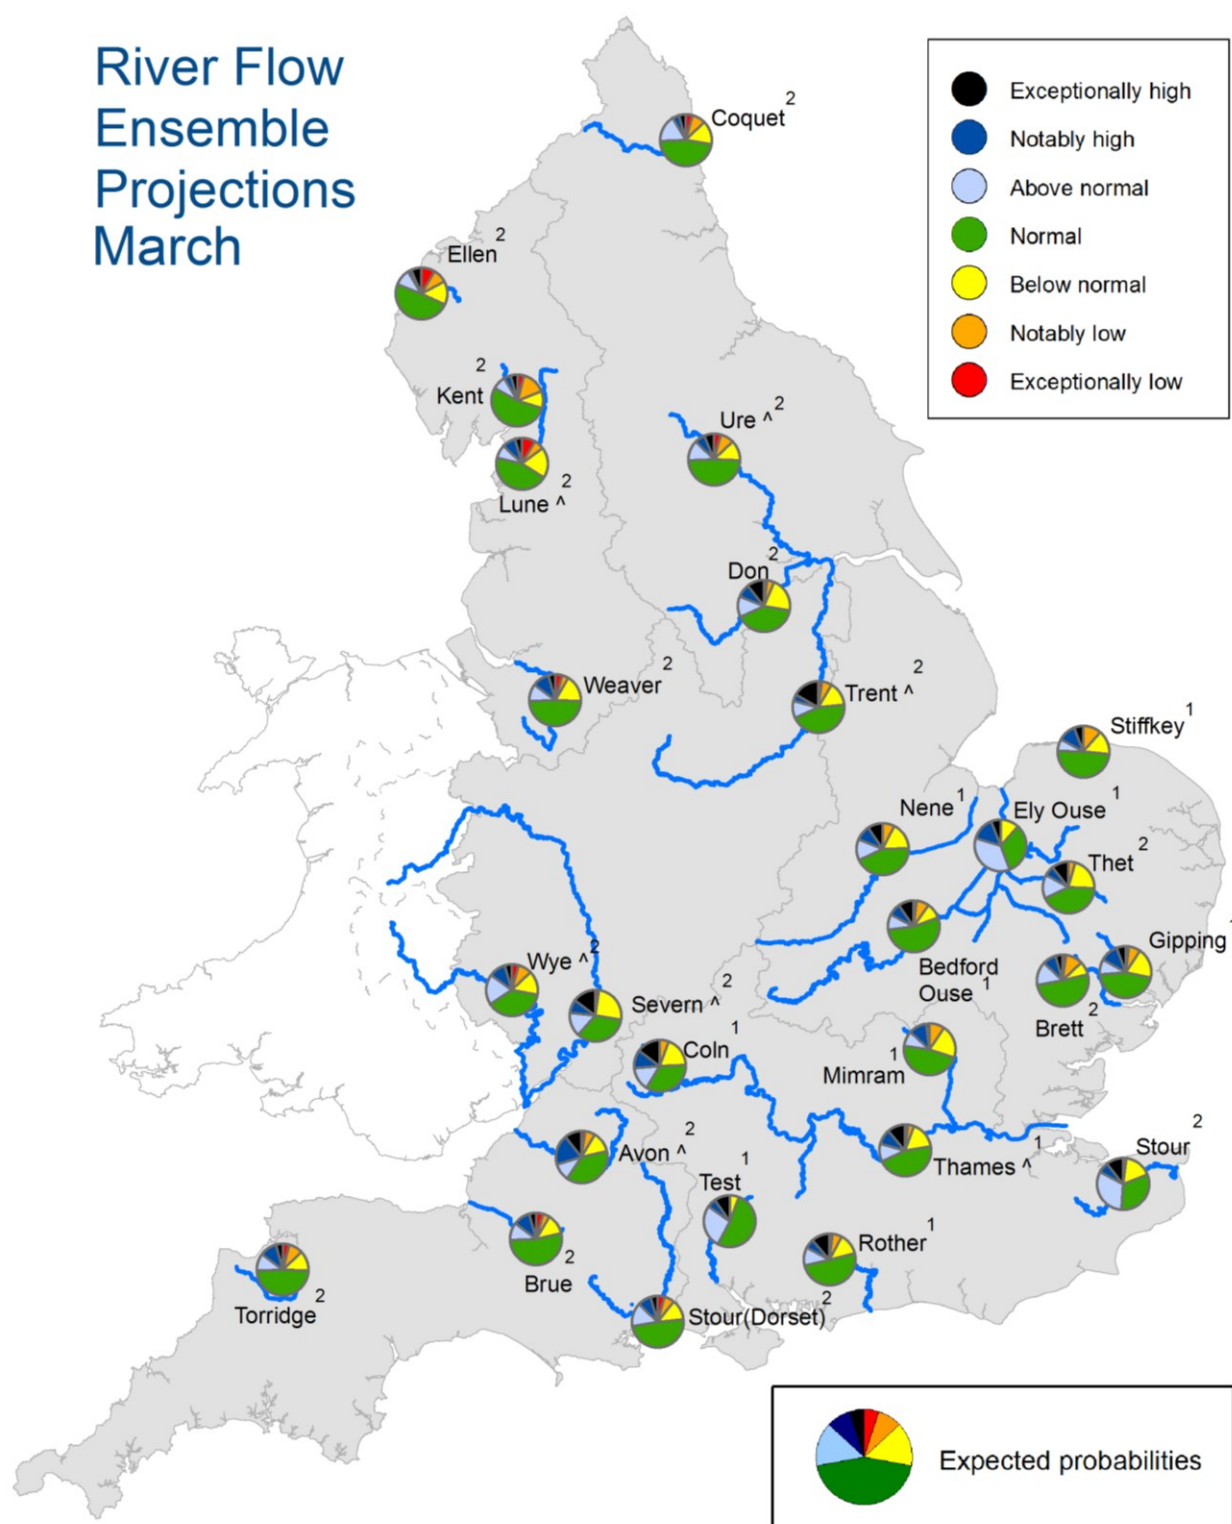 River Flow
Ensemble
Projections
March
Exceptionally high
Notably high
Above normal
Normal
Below normal
Notably low
Exceptionally low
Coquet 2
Ellen 2
Kent 2
Ure ^ 2
Lune ^ 2
Don 2
Weaver 2
Trent ^ 2
Stiffkey 1
Nene 1
Ely Ouse 1
Thet 2
Gipping
Bedford
Ouse 1
Brett 2
Wye ^ 2
Severn ^ 2
Coln 1
Mimram 1
Avon ^ 2
Test 1
Thames ^ 1
Stour 2
Rother 1
Brue 2
Torridge 2
Stour(Dorset) 2
Expected probabilities